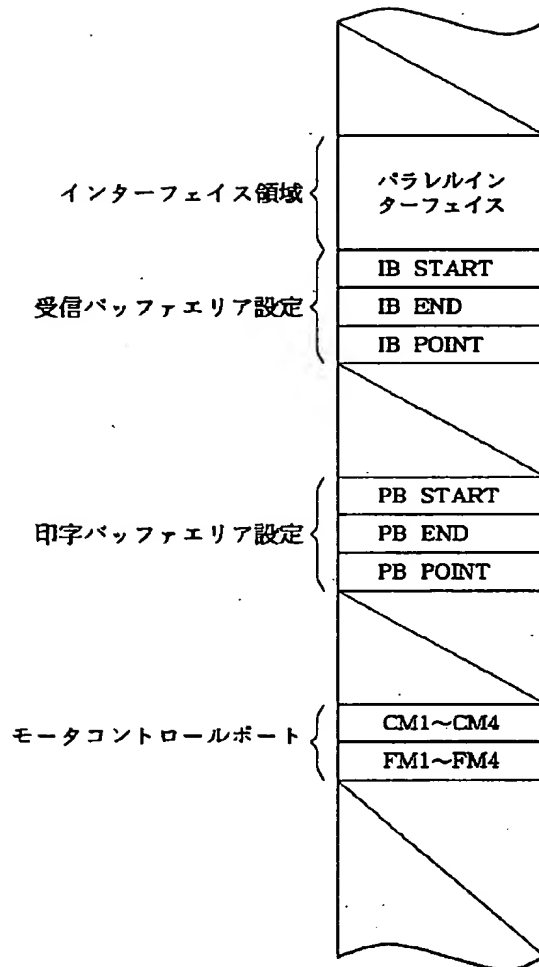 インターフェイス領域
パラレルイン
ターフェイス
受信バッファエリア設定
IB START
IB END
IB POINT
印字バッファエリア設定
PB START
PB END
PB POINT
モータコントロールポート
CM1～CM4
FM1～FM4